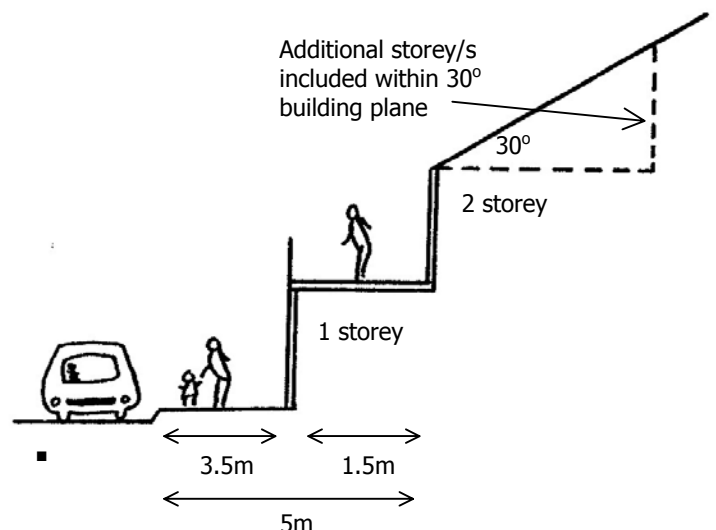 Additional storey/s
included within 30°
building plane
30°
2 storey
1 storey
3.5m
1.5m
5m